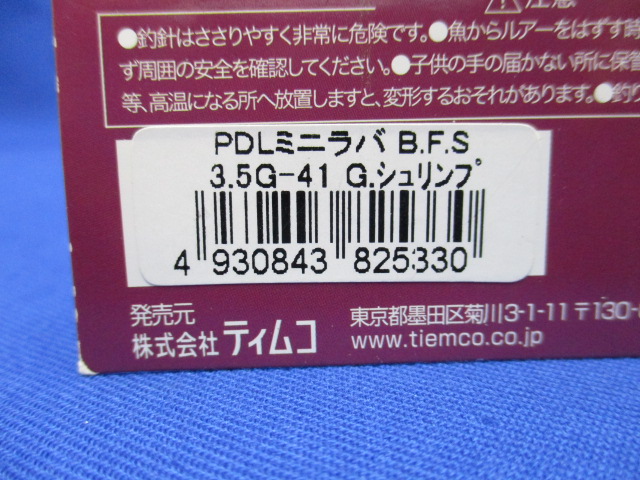 注意
●釣針はささりやすく非常に危険です。●魚からルアーをはずす時
ず周囲の安全を確認してください。●子供の手の届かない所に保管
等、高温になる所へ放置しますと、変形するおそれがあります。●釣り
PDLミニラバ B.F.S
3.5G-41 G.シュリンプ
4 930843 825330
発売元
株式会社 ティムコ
東京都墨田区菊川3-1-11 〒130-
www.tiemco.co.jp